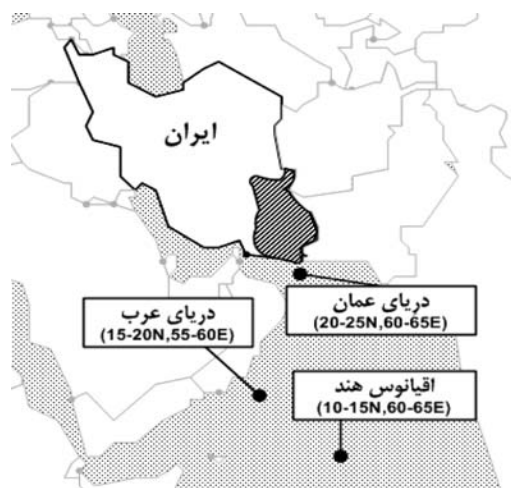 ایران
دریای عمان
(20-25N,60-65E)
دریای عرب
(15-20N,55-60E)
اقیانوس هند
(10-15N,60-65E)